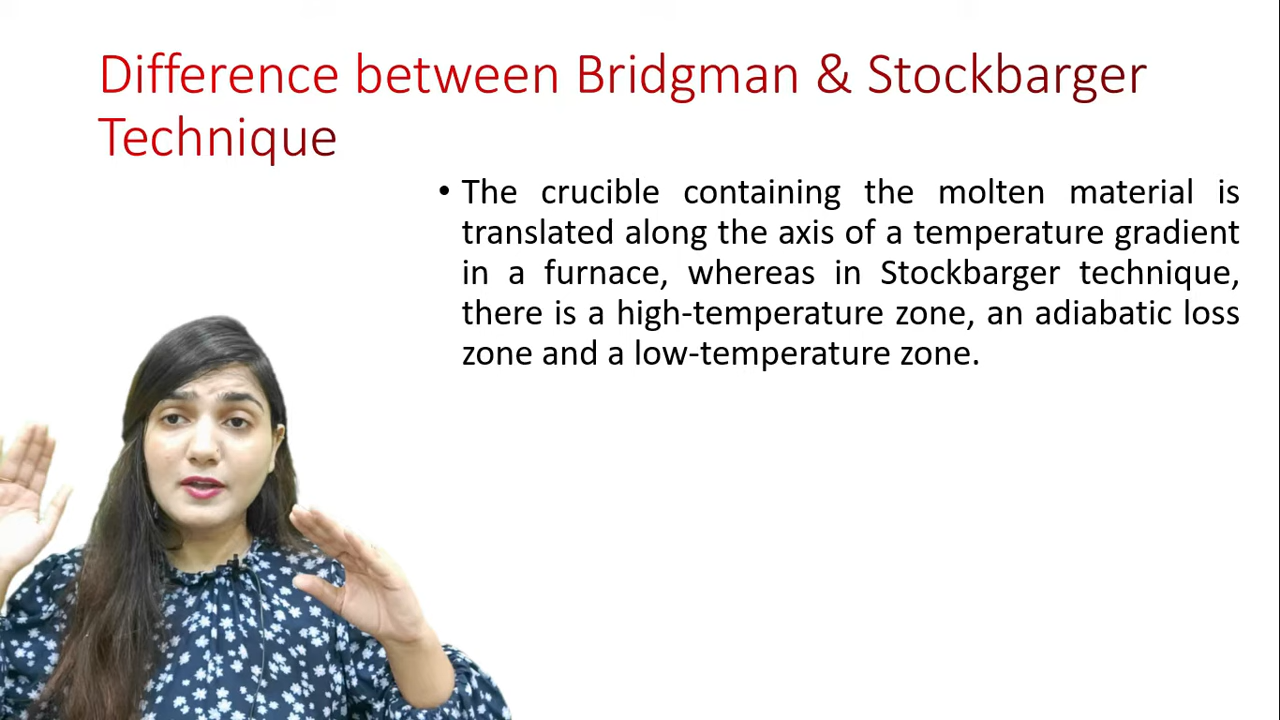 Difference between Bridgman & Stockbarger
Technique
• The crucible containing the molten material is
translated along the axis of a temperature gradient
in a furnace, whereas in Stockbarger technique,
there is a high-temperature zone, an adiabatic loss
zone and a low-temperature zone.